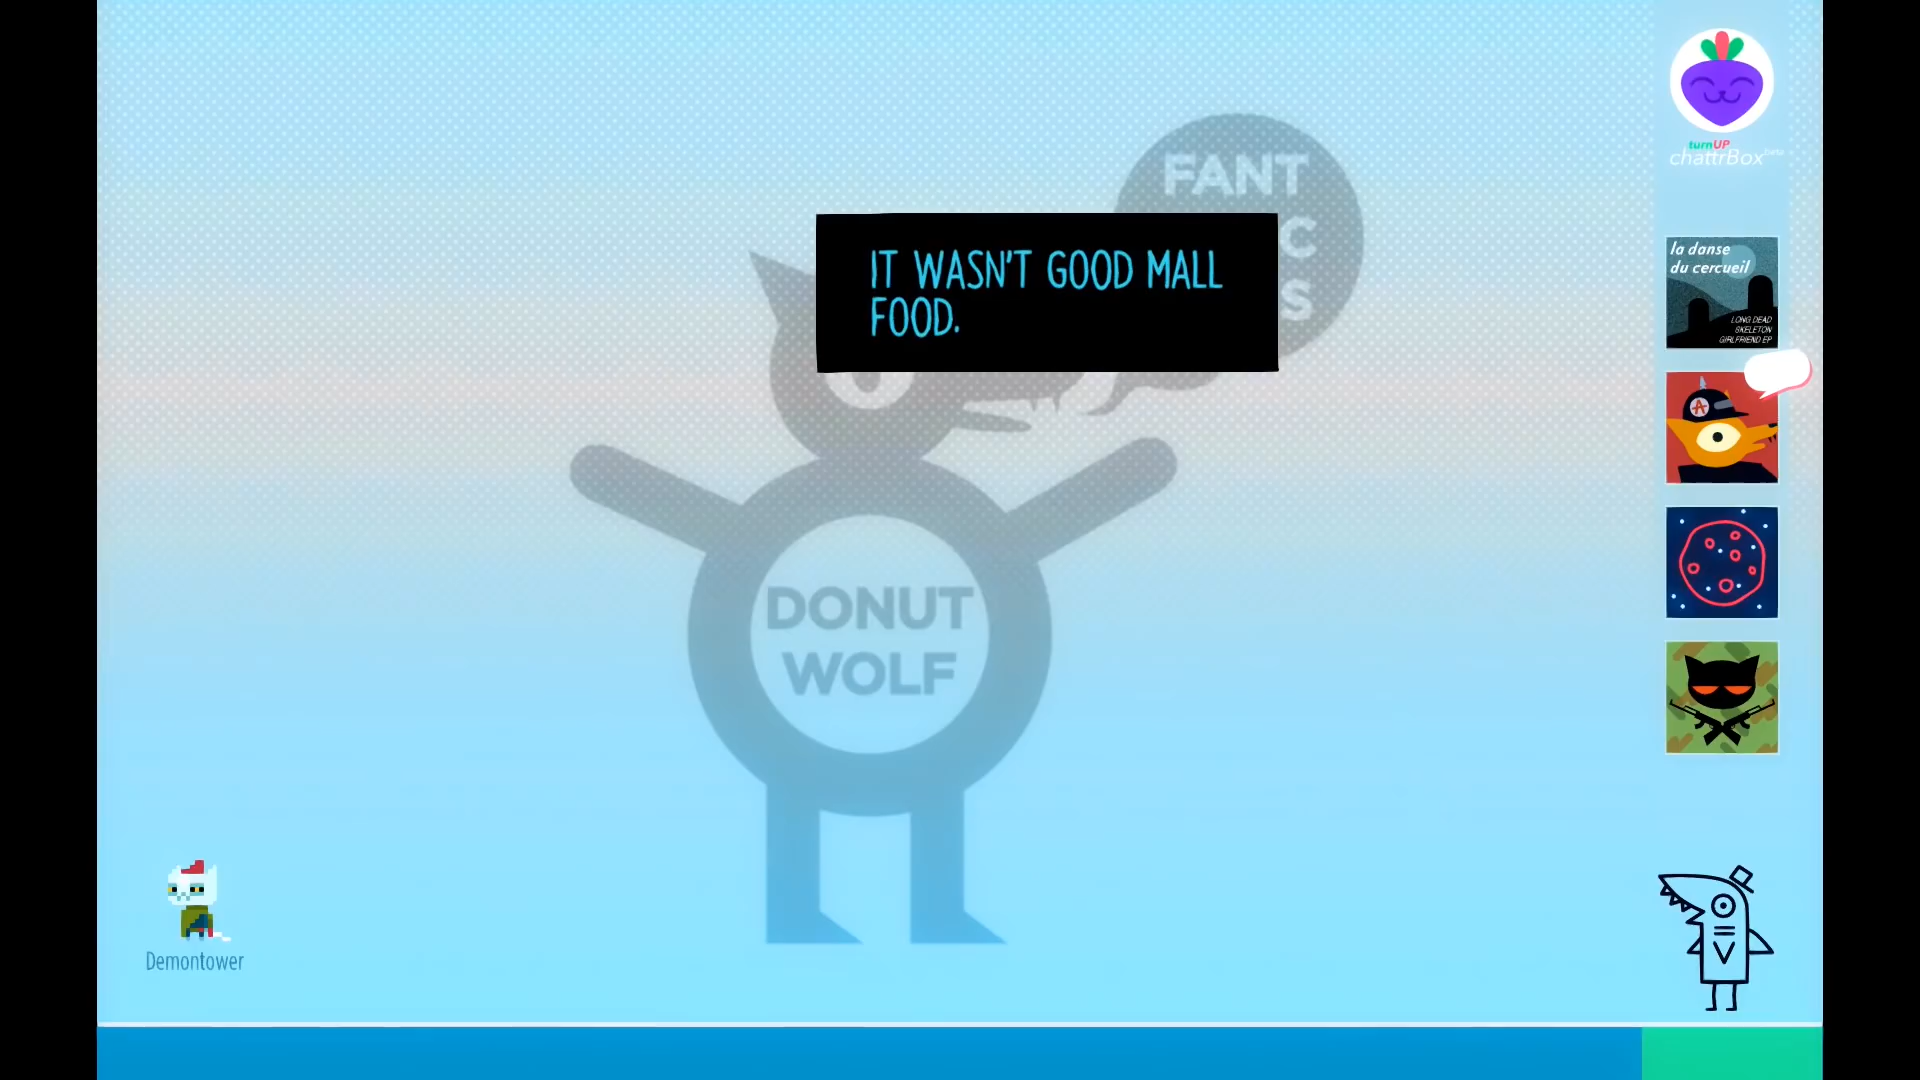 FANT
C
S
IT WASN'T GOOD MALL
FOOD.
DONUT
WOLF
turnUP
chattrBox beta
la danse
du cercueil
LONG DEAD
SKELETON
GIRLFRIEND EP
A
Demontower